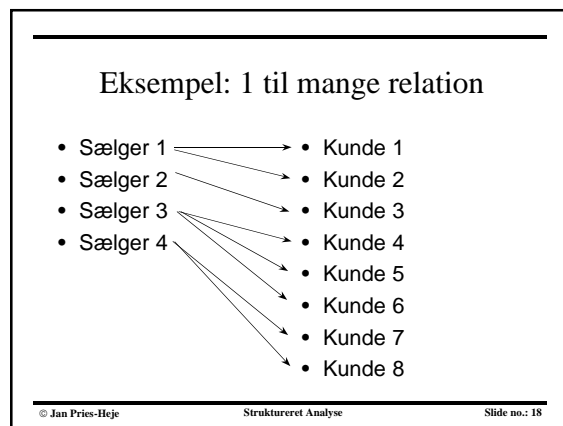 Eksempel: 1 til mange relation
• Sælger 1
• Sælger 2
• Sælger 3
• Sælger 4
• Kunde 1
• Kunde 2
• Kunde 3
• Kunde 4
• Kunde 5
• Kunde 6
• Kunde 7
• Kunde 8
© Jan Pries-Heje Struktureret Analyse Slide no.: 18